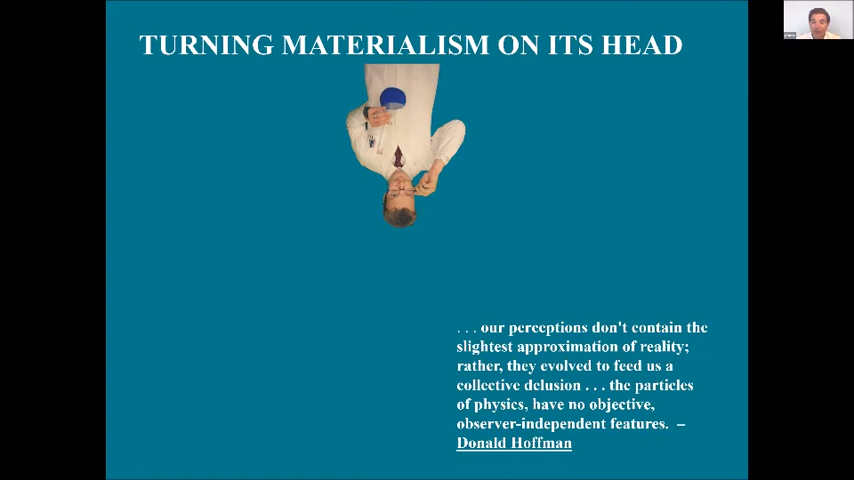 TURNING MATERIALISM ON ITS HEAD
. . . our perceptions don't contain the
slightest approximation of reality;
rather, they evolved to feed us a
collective delusion . . . the particles
of physics, have no objective,
observer-independent features. –
Donald Hoffman